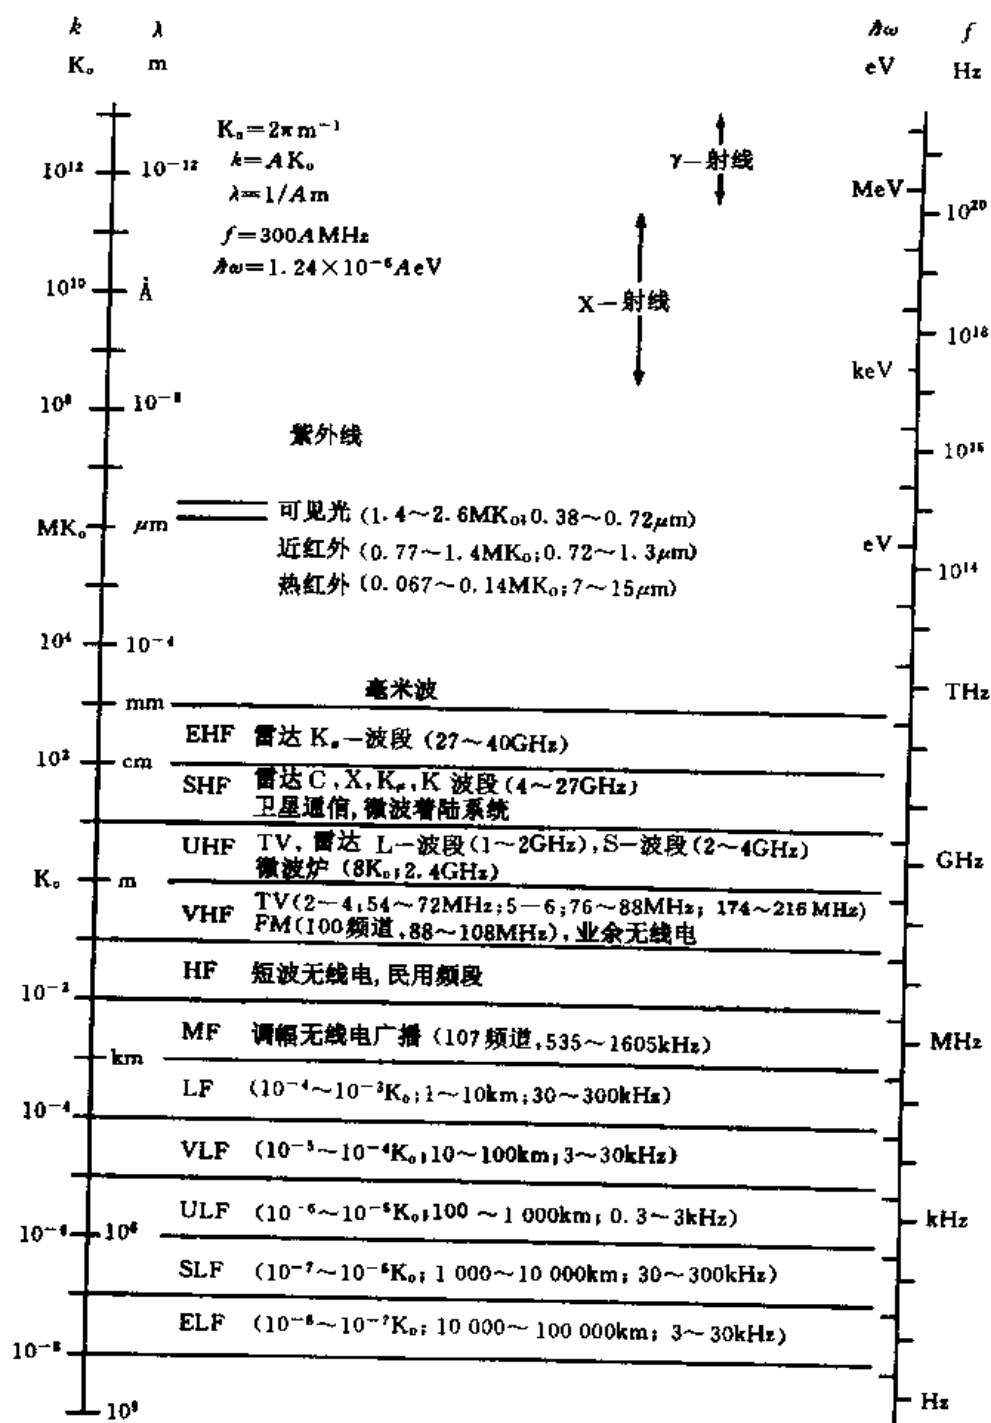 k λ ℏω f
K₀ m eV Hz
K₀=2πm⁻¹
k=AK₀
λ=1/Am
f=300AMHz
ℏω=1.24×10⁻⁶AeV
γ—射线
X—射线
10¹² 10⁻¹² MeV 10²⁰
10¹⁰ Å 10¹⁸
keV
10⁸ 10⁻⁸ 10¹⁶
紫外线
可见光 (1.4~2.6MK₀;0.38~0.72μm)
MK₀ μm eV
近红外 (0.77~1.4MK₀;0.72~1.3μm)
10¹⁴
热红外 (0.067~0.14MK₀;7~15μm)
10⁴ 10⁻⁴
毫米波 THz
mm
EHF 雷达 Kₐ—波段 (27~40GHz)
10² cm
SHF 雷达 C,X,Kᵤ,K 波段(4~27GHz)
卫星通信,微波着陆系统
UHF TV, 雷达 L—波段(1~2GHz),S—波段(2~4GHz)
微波炉 (8K₀;2.4GHz) GHz
K₀ m
VHF TV(2—4;54~72MHz;5—6;76~88MHz; 174~216MHz)
FM(100频道,88~108MHz),业余无线电
HF 短波无线电,民用频段
10⁻²
MF 调幅无线电广播 (107频道,535~1605kHz) MHz
km
LF (10⁻⁴~10⁻³K₀;1~10km;30~300kHz)
10⁻⁴
VLF (10⁻⁵~10⁻⁴K₀;10~100km;3~30kHz)
ULF (10⁻⁶~10⁻⁵K₀;100~1 000km; 0.3~3kHz) kHz
10⁻⁶ 10⁶
SLF (10⁻⁷~10⁻⁶K₀; 1 000~10 000km; 30~300kHz)
ELF (10⁻⁸~10⁻⁷K₀; 10 000~100 000km; 3~30kHz)
10⁻⁸
10⁹ Hz